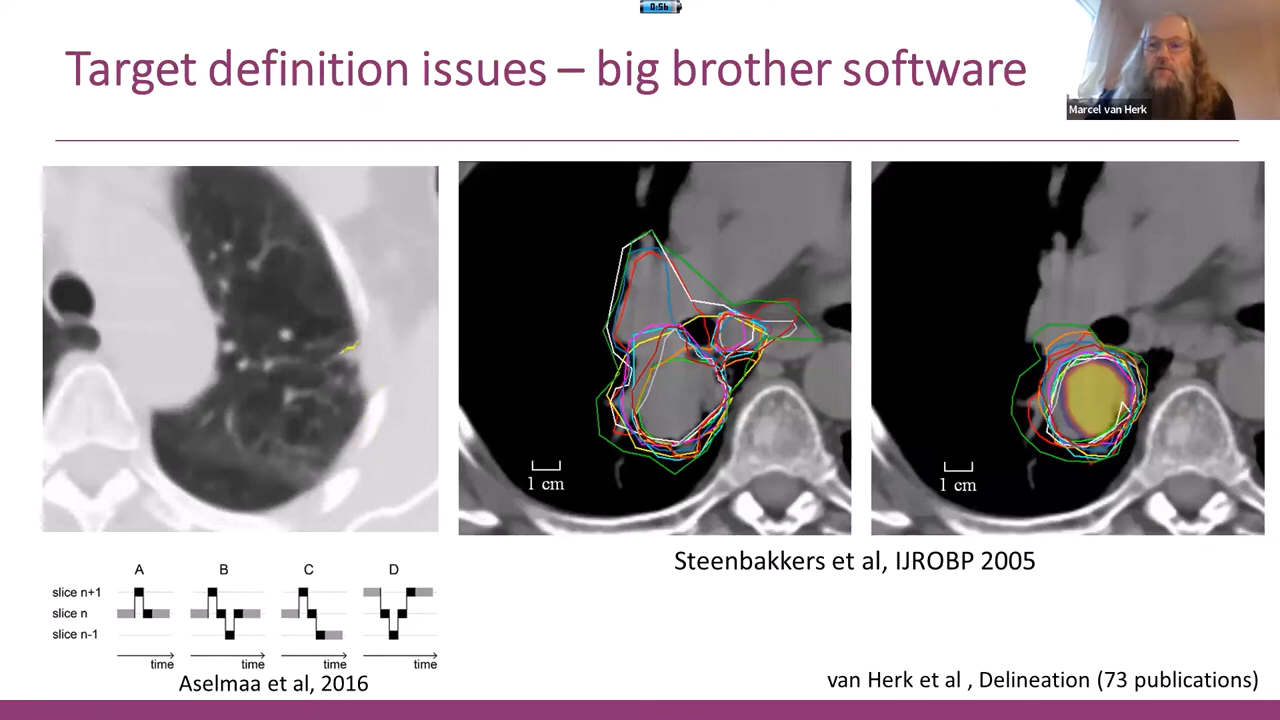 0:56
Target definition issues – big brother software
Marcel van Herk
1 cm
1 cm
Steenbakkers et al, IJROBP 2005
A B C D
slice n+1
slice n
slice n-1
time time time time
Aselmaa et al, 2016
van Herk et al , Delineation (73 publications)